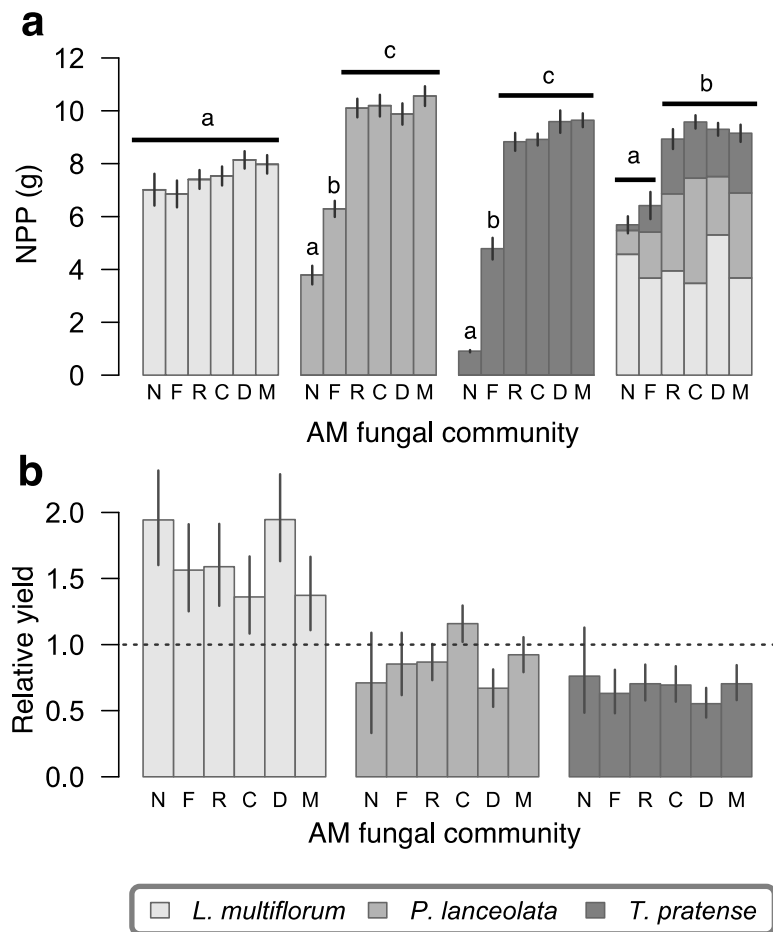 a
NPP (g)
12
10
8
6
4
2
0
a
a
b
c
a
b
c
a
b
N F R C D M
N F R C D M
N F R C D M
N F R C D M
AM fungal community
b
Relative yield
2.0
1.5
1.0
0.5
0.0
N F R C D M
N F R C D M
N F R C D M
AM fungal community
L. multiflorum
P. lanceolata
T. pratense